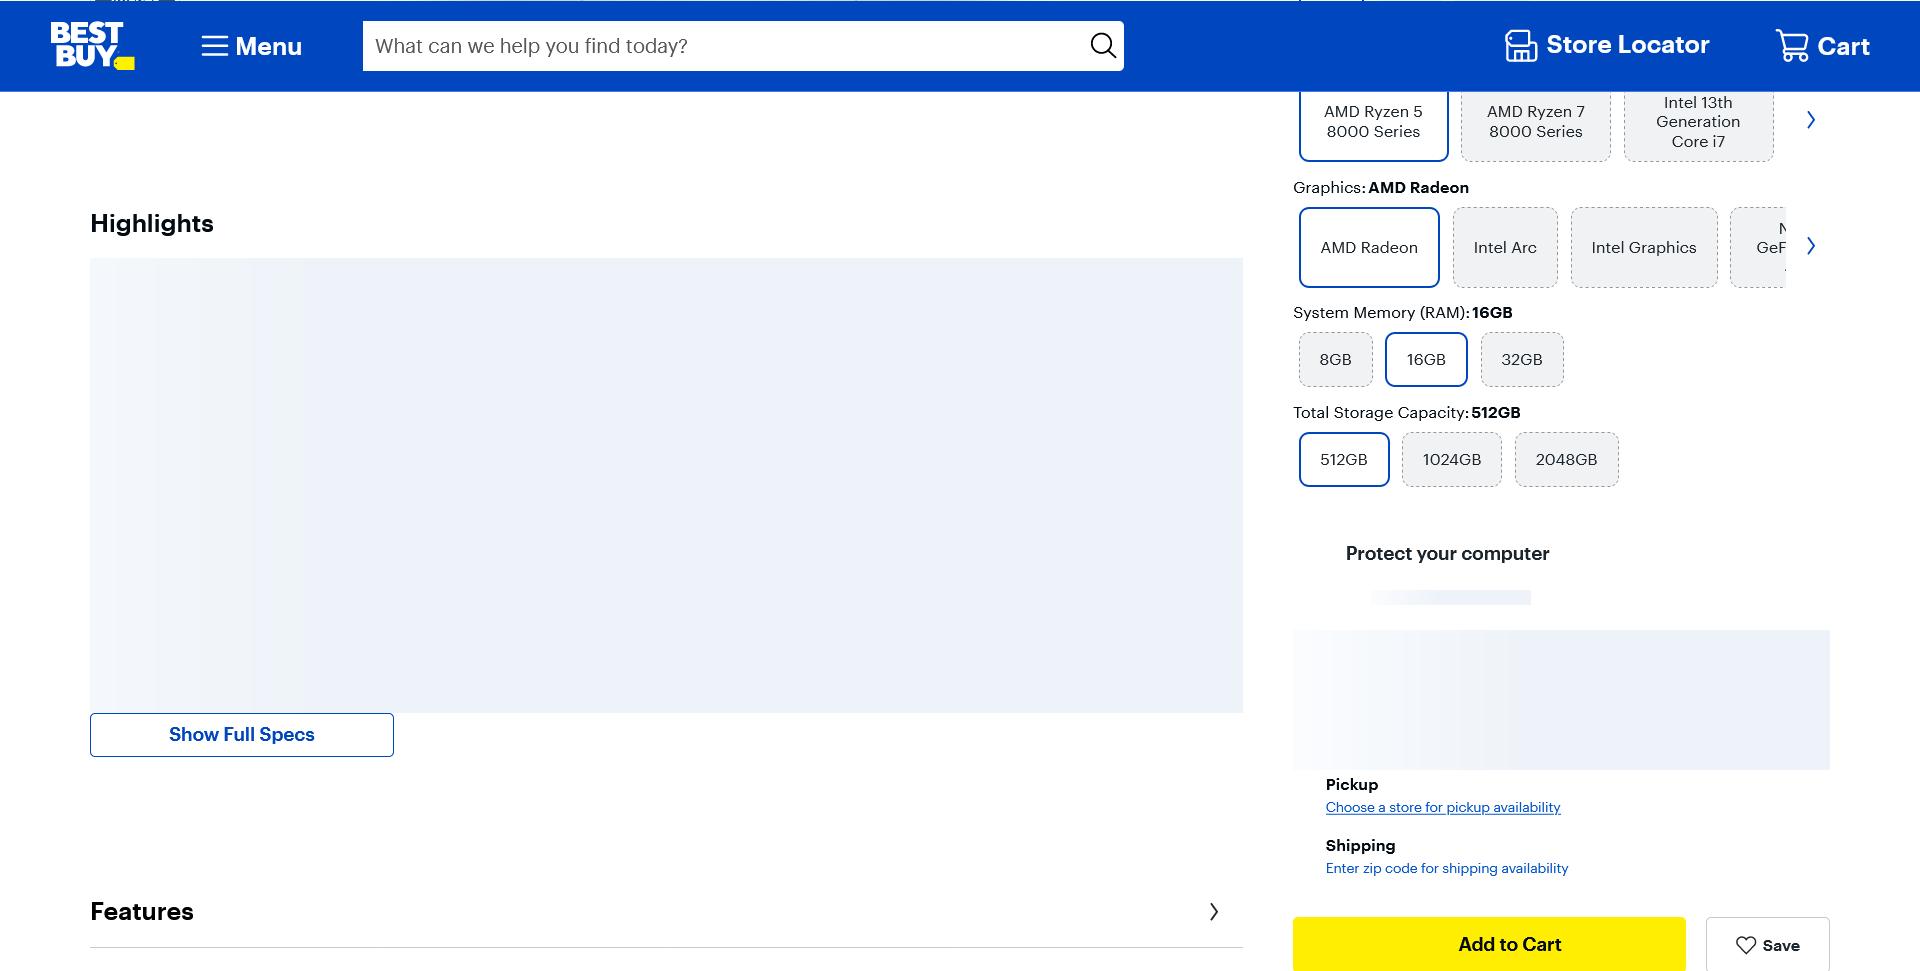 BEST
BUY
Menu
What can we help you find today?
Store Locator
Cart
AMD Ryzen 5
8000 Series
AMD Ryzen 7
8000 Series
Intel 13th
Generation
Core i7
Graphics: AMD Radeon
AMD Radeon
Intel Arc
Intel Graphics
System Memory (RAM): 16GB
8GB
16GB
32GB
Total Storage Capacity: 512GB
512GB
1024GB
2048GB
Protect your computer
Pickup
Choose a store for pickup availability
Shipping
Enter zip code for shipping availability
Add to Cart
Save
Highlights
Show Full Specs
Features